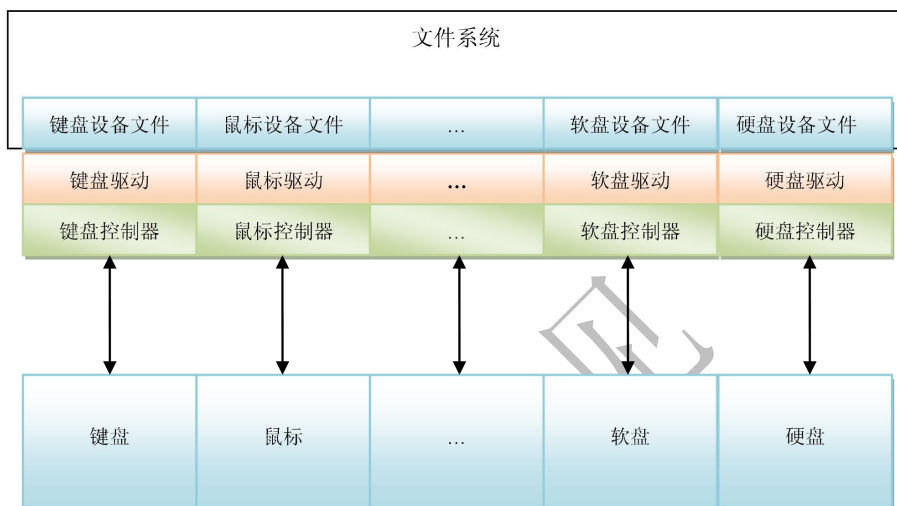 文件系统
键盘设备文件 鼠标设备文件 … 软盘设备文件 硬盘设备文件
键盘驱动 鼠标驱动 … 软盘驱动 硬盘驱动
键盘控制器 鼠标控制器 … 软盘控制器 硬盘控制器
键盘 鼠标 … 软盘 硬盘